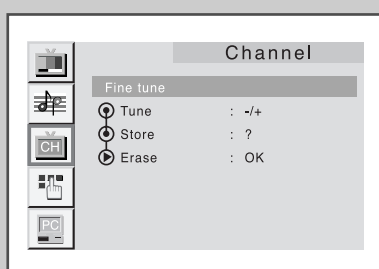 Channel
Fine tune
Tune : -/+
Store : ?
CH
Erase : OK
PC